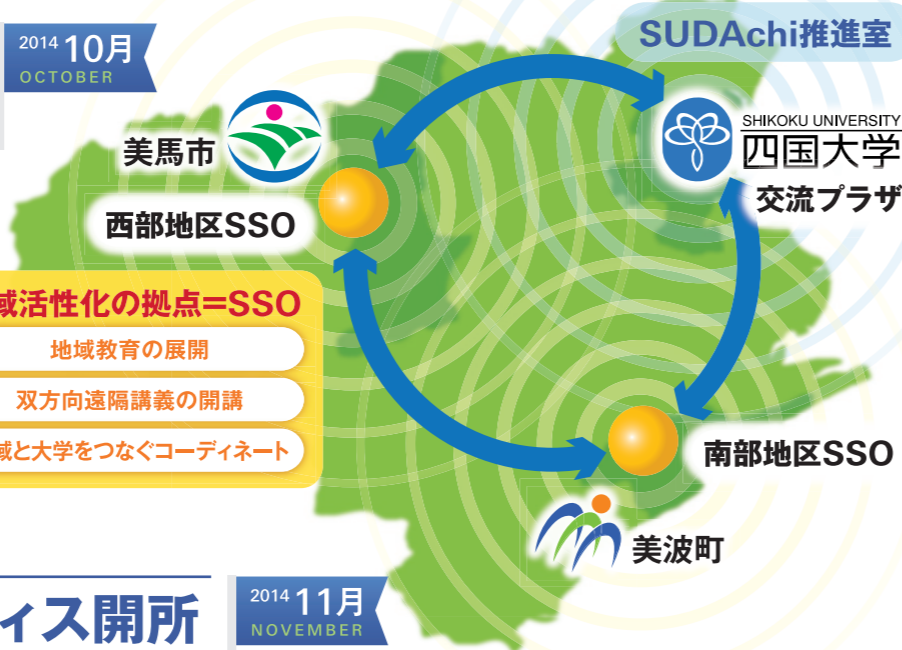 2014 10月
OCTOBER
SUDAchi推進室
美馬市
SHIKOKU UNIVERSITY
四国大学
交流プラザ
西部地区SSO
域活性化の拠点=SSO
地域教育の展開
双方向遠隔講義の開講
域と大学をつなぐコーディネート
南部地区SSO
美波町
ィス開所
2014 11月
NOVEMBER